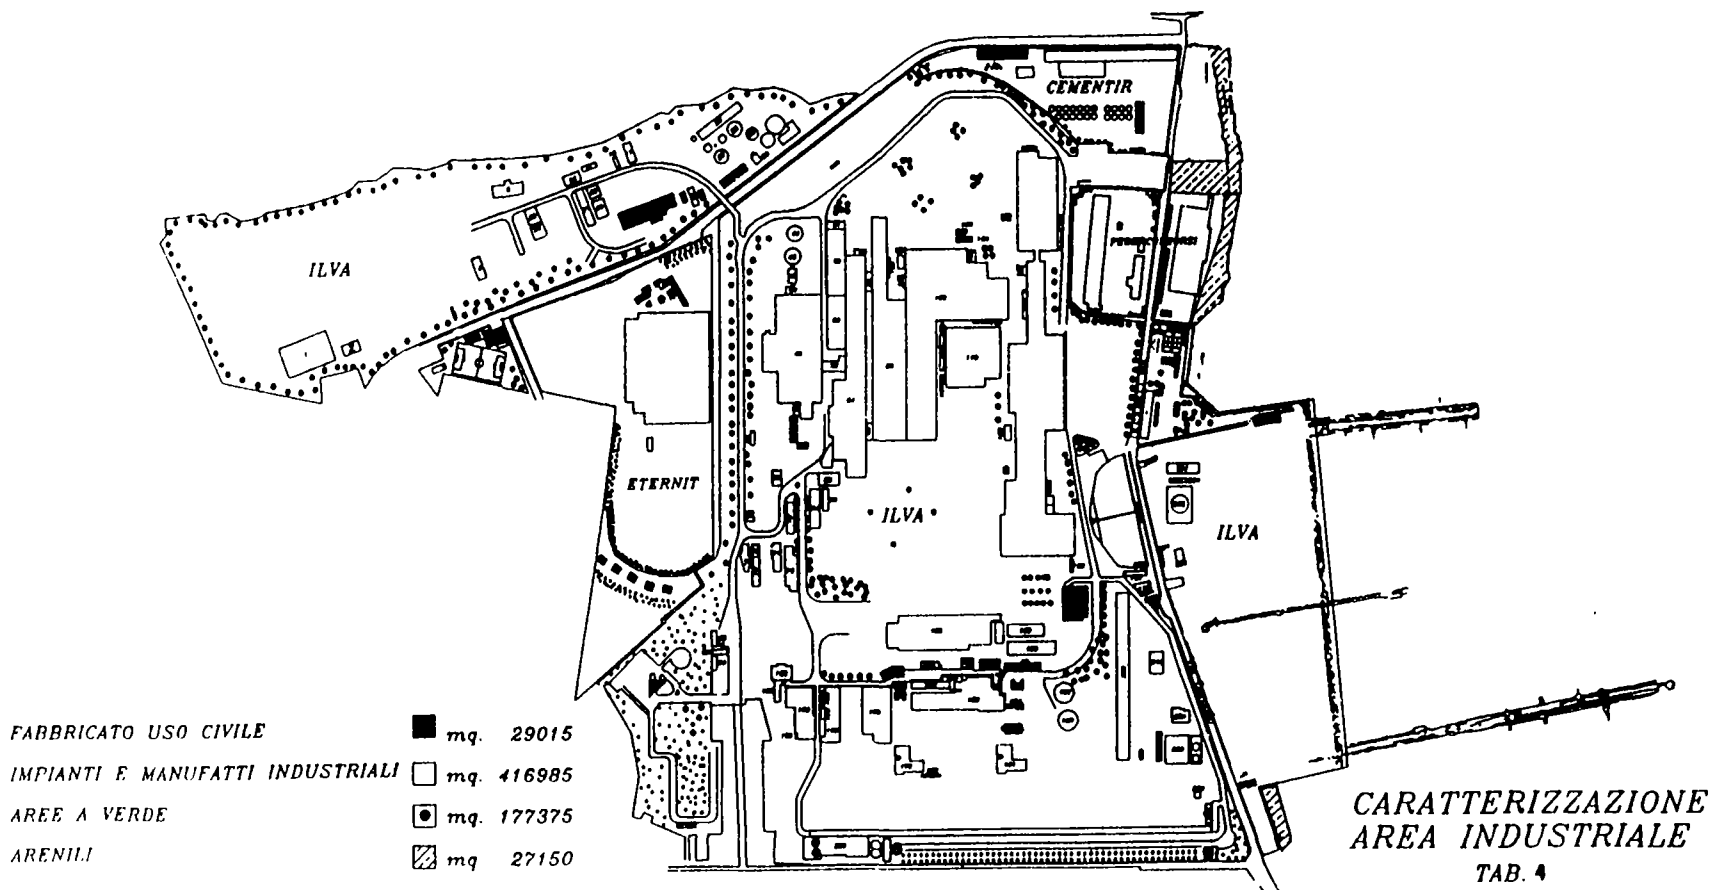 CEMENTIR
ILVA
ETERNIT
ILVA
ILVA
FABBRICATO USO CIVILE mq. 29015
IMPIANTI E MANUFATTI INDUSTRIALI mq. 416985
AREE A VERDE mq. 177375
ARENILI mq 27150
CARATTERIZZAZIONE
AREA INDUSTRIALE
TAB. 4